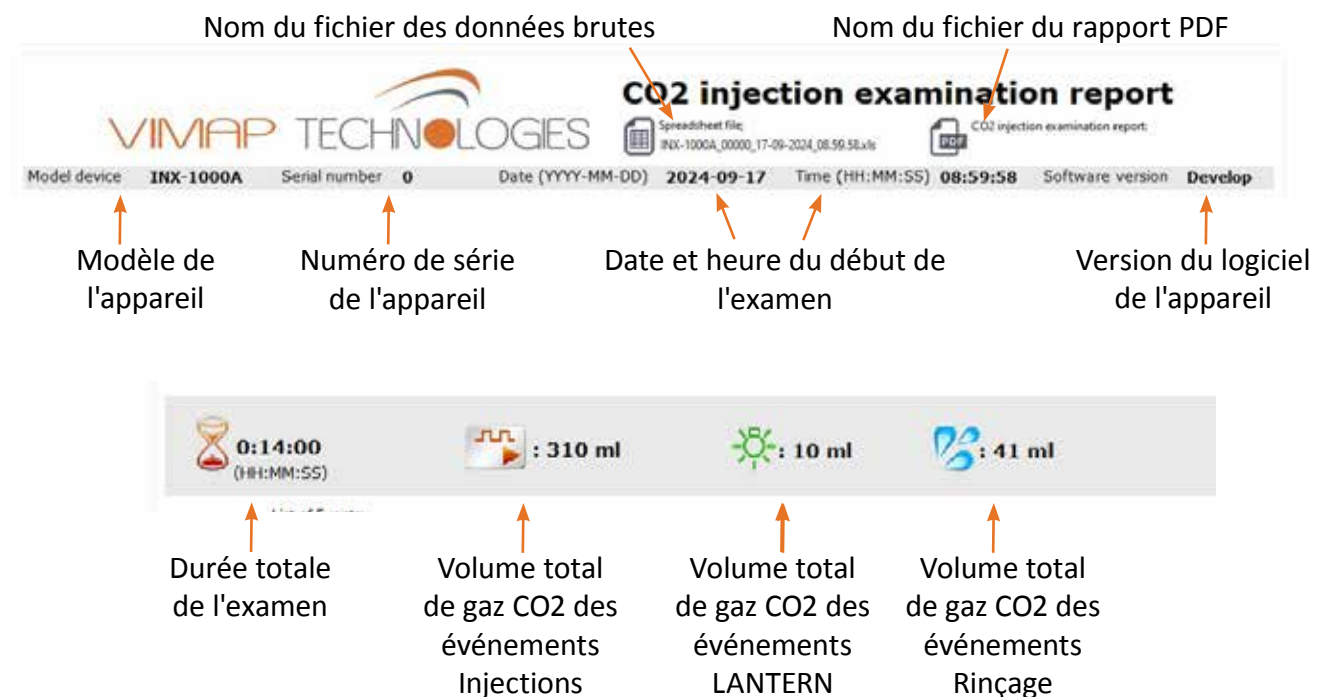 Nom du fichier des données brutes
Nom du fichier du rapport PDF
VIMAP TECHNOLOGIES
CO2 injection examination report
Spreadsheet file:
INX-1000A_00000_17-09-2024_08.59.58.xls
PDF
CO2 injection examination report:
Model device INX-1000A Serial number 0 Date (YYYY-MM-DD) 2024-09-17 Time (HH:MM:SS) 08:59:58 Software version Develop
Modèle de
l'appareil
Numéro de série
de l'appareil
Date et heure du début de
l'examen
Version du logiciel
de l'appareil
0:14:00
(HH:MM:SS)
: 310 ml
: 10 ml
: 41 ml
Durée totale
de l'examen
Volume total
de gaz CO2 des
événements
Injections
Volume total
de gaz CO2 des
événements
LANTERN
Volume total
de gaz CO2 des
événements
Rinçage